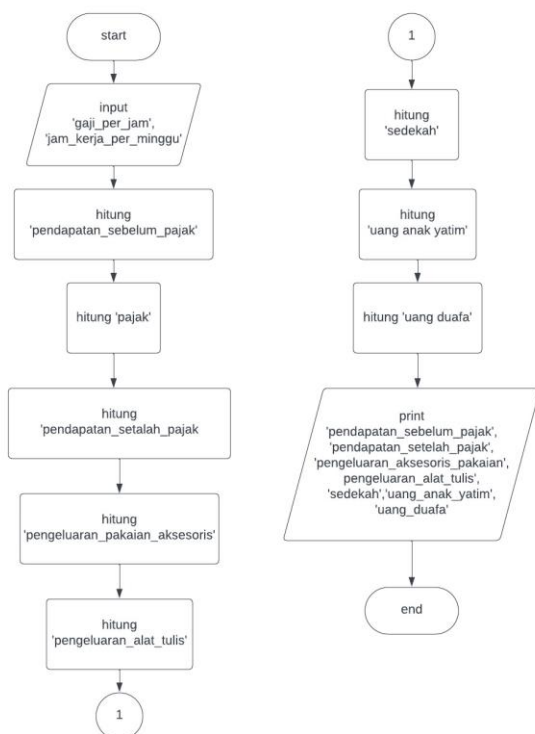 start
input
'gaji_per_jam',
'jam_kerja_per_minggu'
hitung
'pendapatan_sebelum_pajak'
hitung 'pajak'
hitung
'pendapatan_setalah_pajak
hitung
'pengeluaran_pakaian_aksesoris'
hitung
'pengeluaran_alat_tulis'
1
1
hitung
'sedekah'
hitung
'uang anak yatim'
hitung 'uang duafa'
print
'pendapatan_sebelum_pajak',
'pendapatan_setelah_pajak',
'pengeluaran_aksesoris_pakaian',
pengeluaran_alat_tulis',
'sedekah','uang_anak_yatim',
'uang_duafa'
end